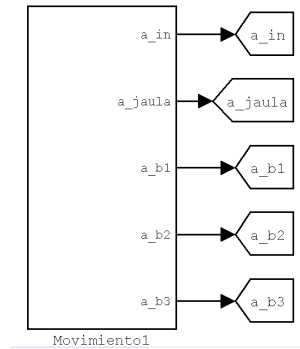 a_in a_in
a_jaula a_jaula
a_b1 a_b1
a_b2 a_b2
a_b3 a_b3
Movimiento1